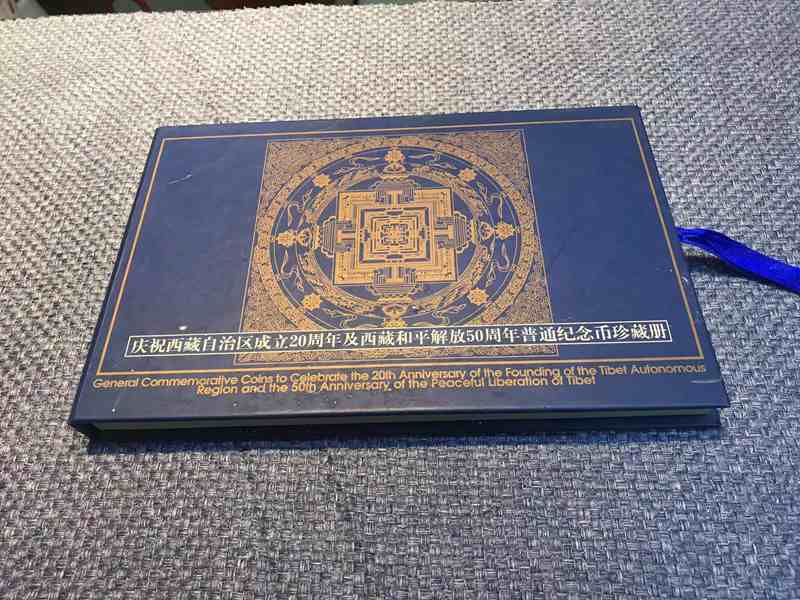 庆祝西藏自治区成立20周年及西藏和平解放50周年普通纪念币珍藏册
General Commemorative Coins to Celebrate the 20th Anniversary of the Founding of the Tibet Autonomous
Region and the 50th Anniversary of the Peaceful Liberation of Tibet